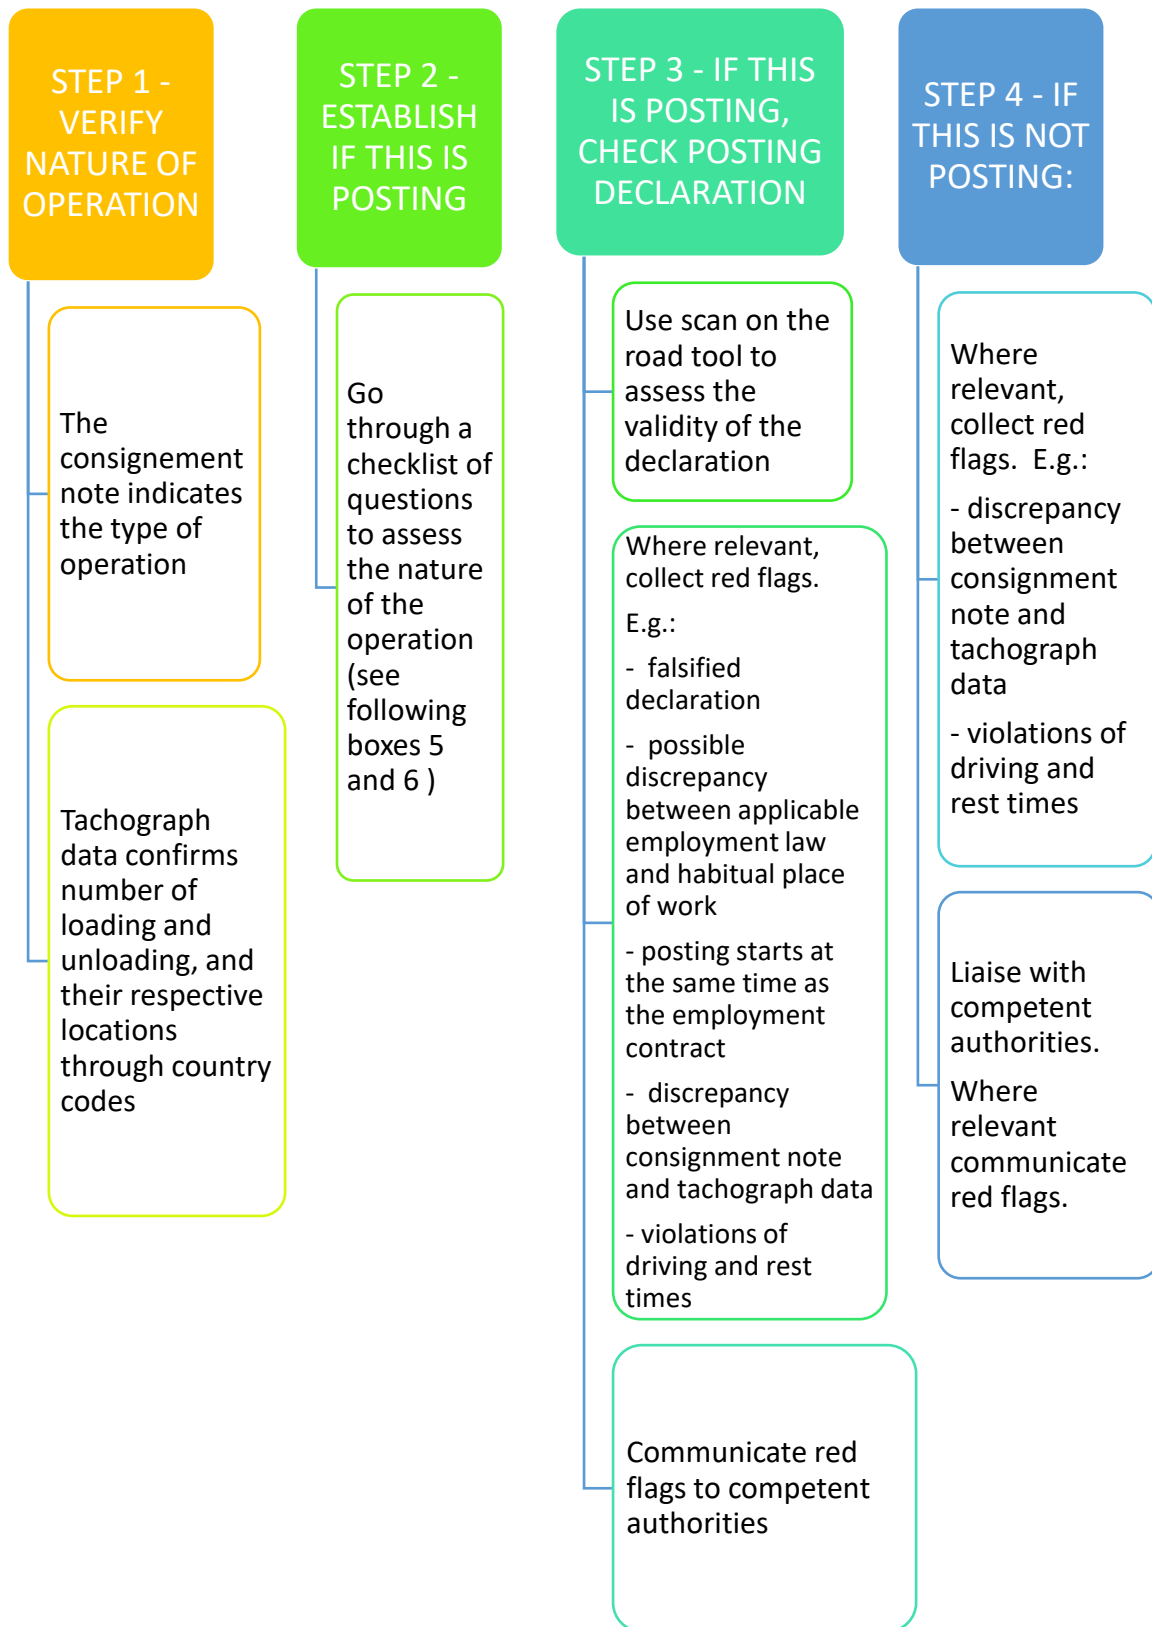 STEP 1 -
VERIFY
NATURE OF
OPERATION
The
consignement
note indicates
the type of
operation
Tachograph
data confirms
number of
loading and
unloading, and
their respective
locations
through country
codes
STEP 2 -
ESTABLISH
IF THIS IS
POSTING
Go
through a
checklist of
questions
to assess
the nature
of the
operation
(see
following
boxes 5
and 6 )
STEP 3 - IF THIS
IS POSTING,
CHECK POSTING
DECLARATION
Use scan on the
road tool to
assess the
validity of the
declaration
Where relevant,
collect red flags.
E.g.:
- falsified
declaration
- possible
discrepancy
between applicable
employment law
and habitual place
of work
- posting starts at
the same time as
the employment
contract
- discrepancy
between
consignment note
and tachograph data
- violations of
driving and rest
times
Communicate red
flags to competent
authorities
STEP 4 - IF
THIS IS NOT
POSTING:
Where
relevant,
collect red
flags. E.g.:
- discrepancy
between
consignment
note and
tachograph
data
- violations of
driving and
rest times
Liaise with
competent
authorities.
Where
relevant
communicate
red flags.